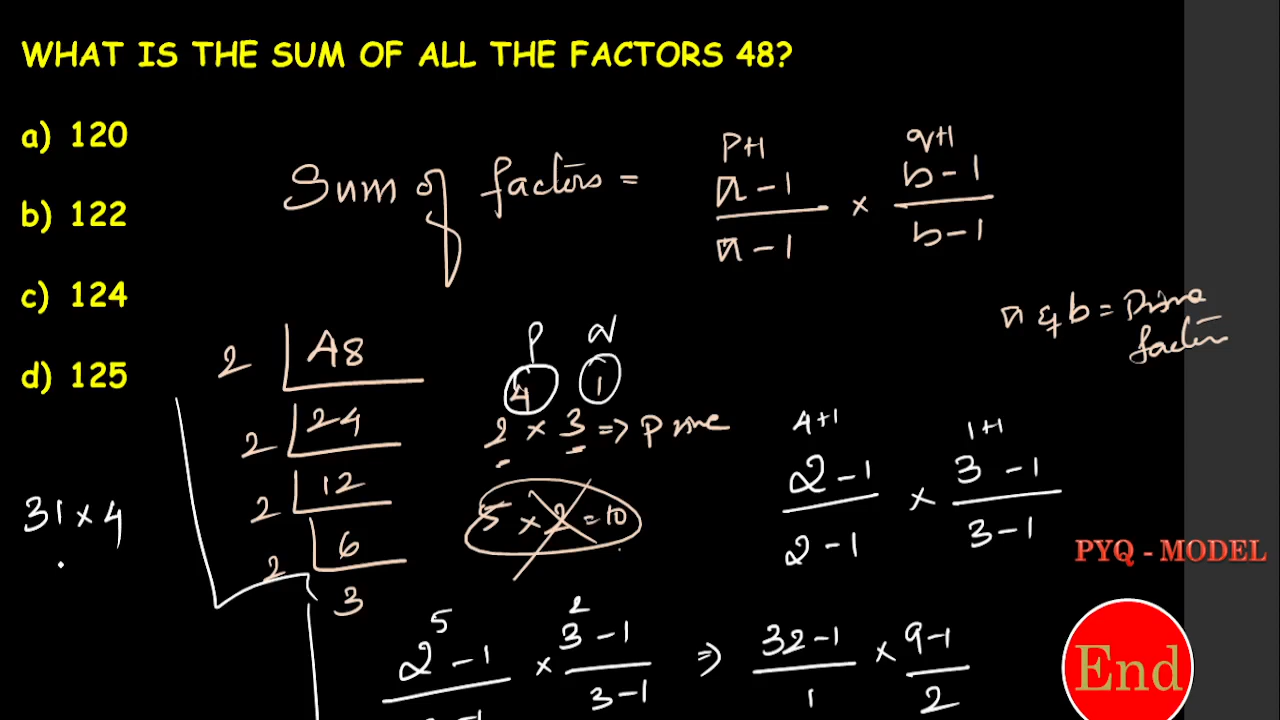 WHAT IS THE SUM OF ALL THE FACTORS 48?
a) 120
b) 122
c) 124
d) 125
Sum of factors = a^(p+1) - 1 / a - 1 × b^(q+1) - 1 / b - 1
a & b = Prime factor
2 | 48
2 | 24
2 | 12
2 | 6
3
p q
4 1
2 × 3 => Prime
5 × 2 = 10
2^(4+1) - 1 / 2 - 1 × 3^(1+1) - 1 / 3 - 1
31 × 4
2^5 - 1 × 3^2 - 1 / 3 - 1 => 32 - 1 / 1 × 9 - 1 / 2
PYQ - MODEL
End